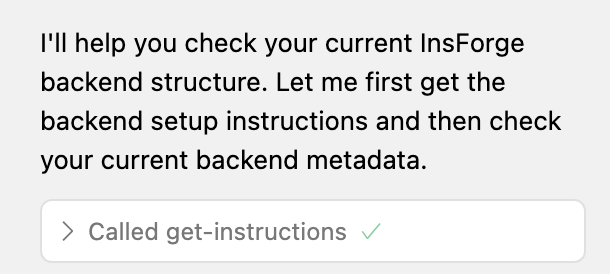 I'll help you check your current InsForge
backend structure. Let me first get the
backend setup instructions and then check
your current backend metadata.
Called get-instructions